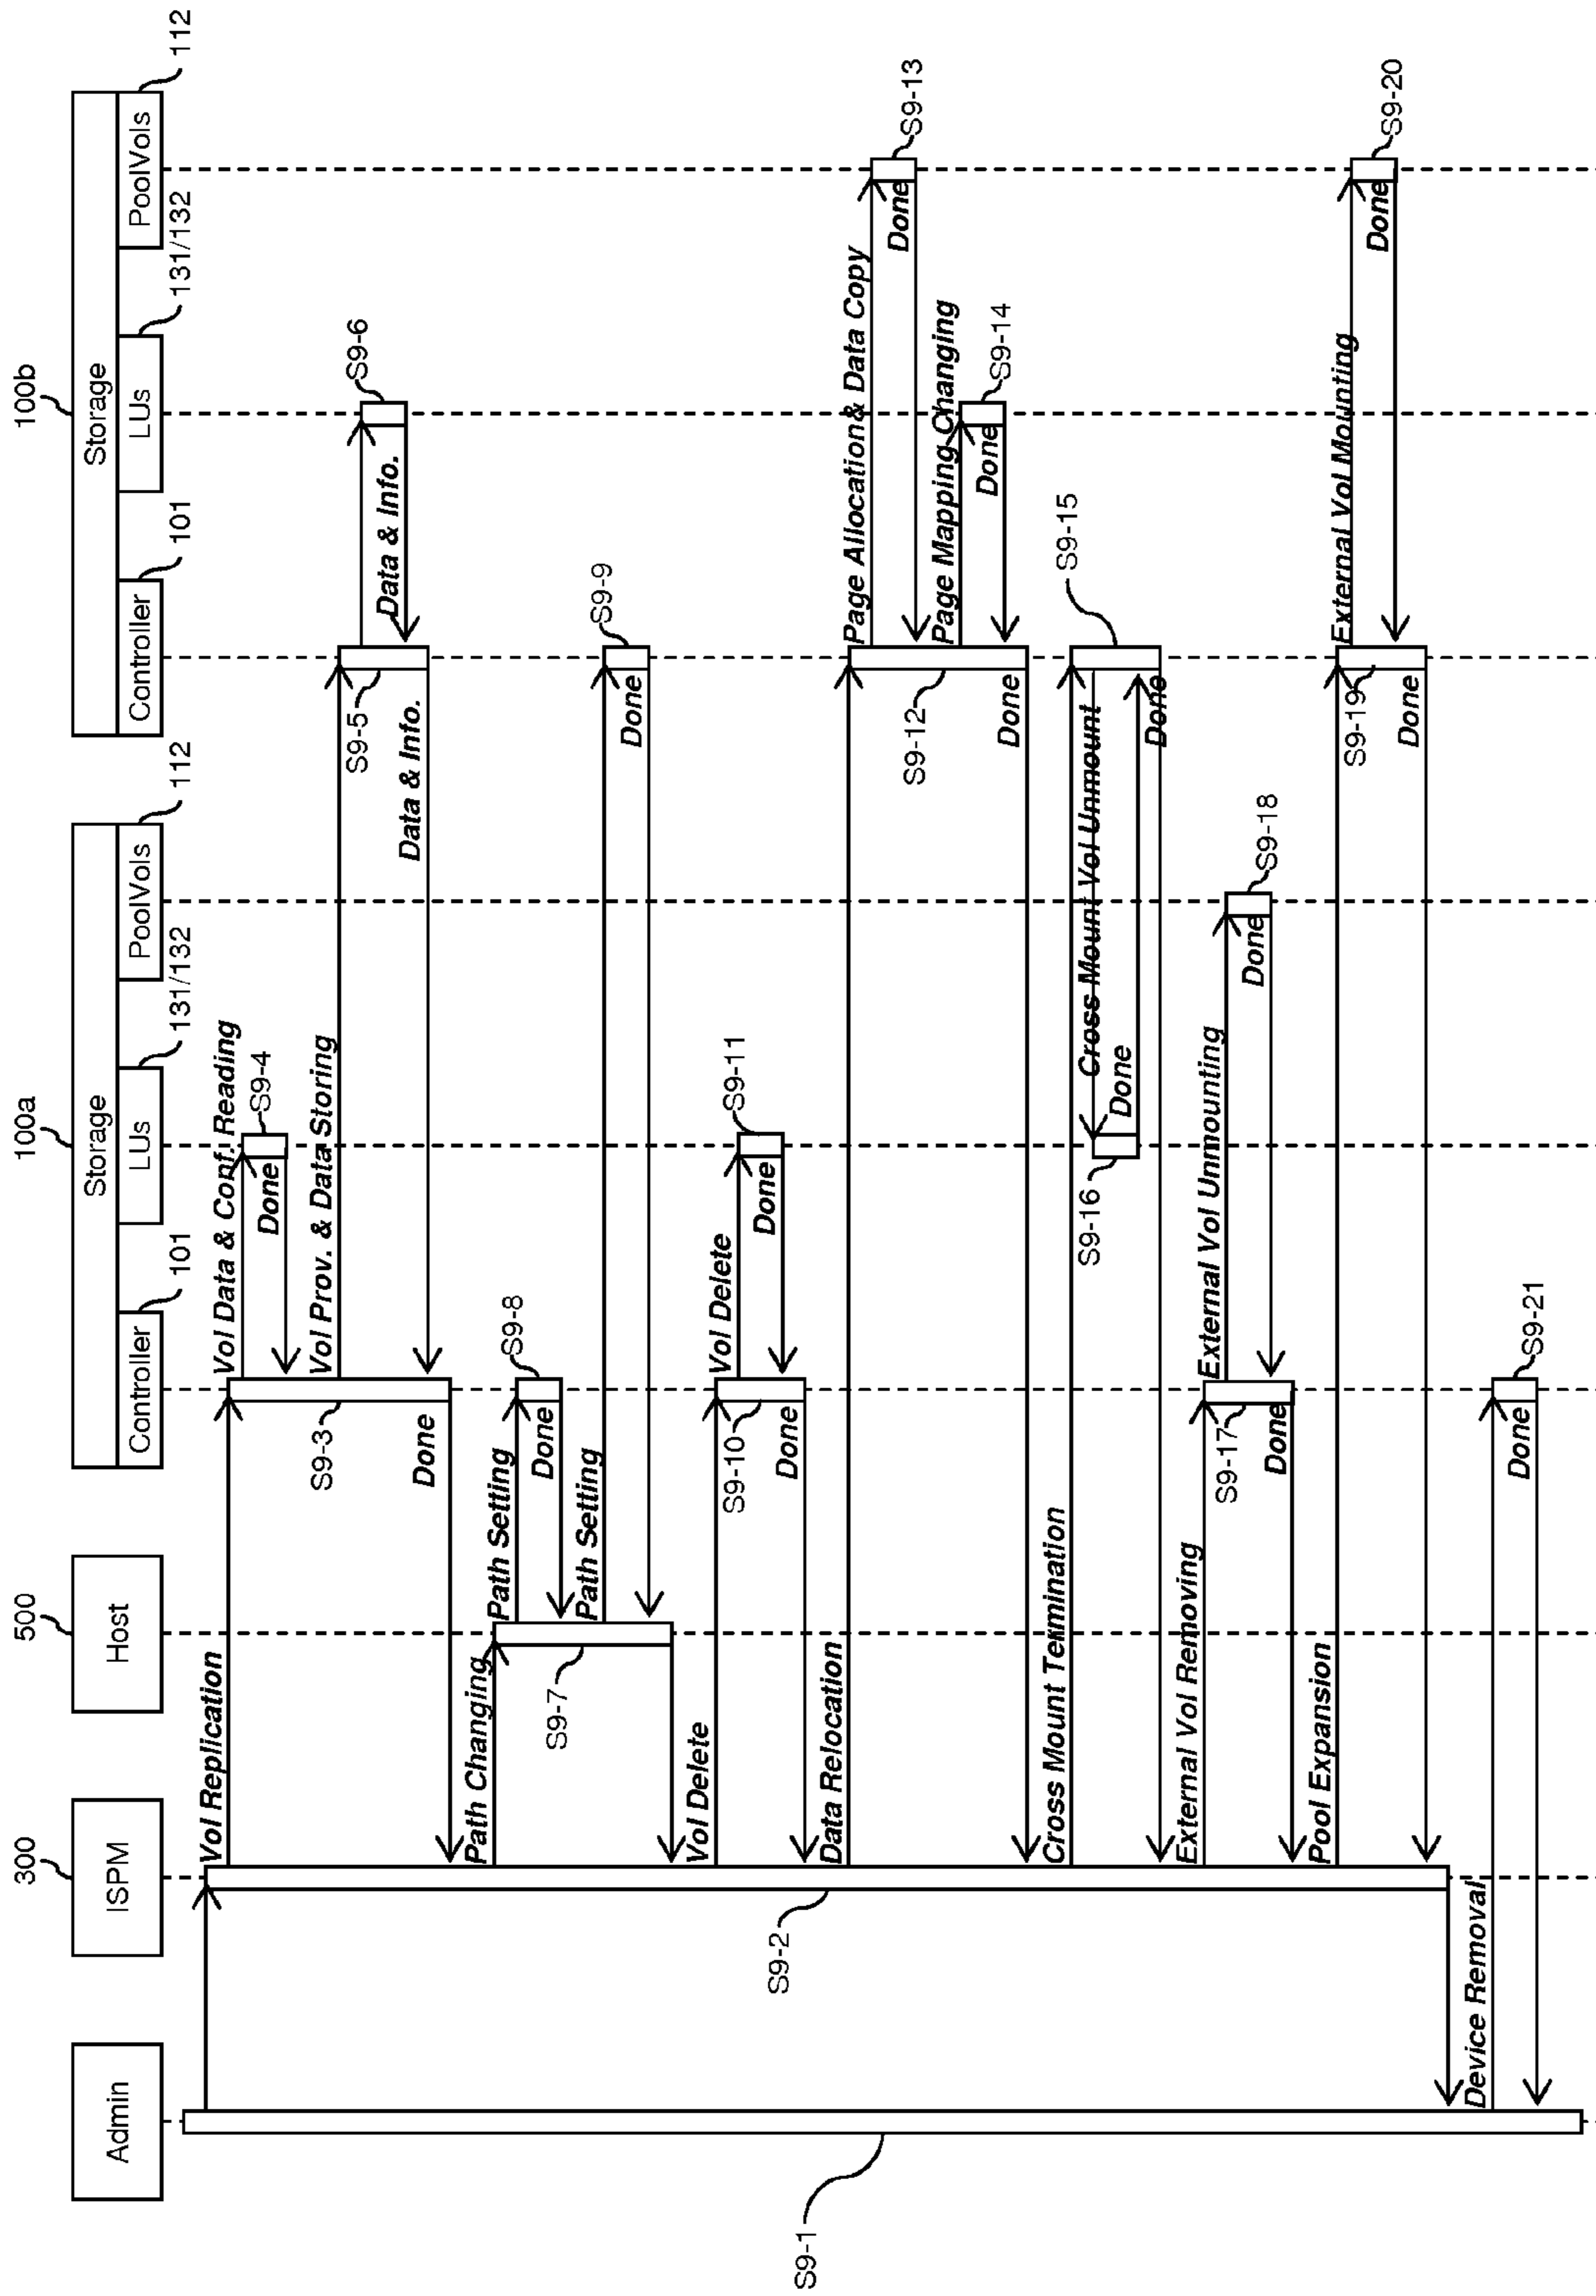 300
500
100a
100b
Admin
ISPM
Host
Storage
Storage
Controller
LUs
PoolVols
Controller
LUs
PoolVols
101
131/132
112
101
131/132
112
Vol Replication
Vol Data & Conf. Reading
S9-4
Done
S9-3
Vol Prov. & Data Storing
S9-5
S9-6
Data & Info.
Data & Info.
Done
Path Changing
Path Setting
S9-8
Done
S9-7
Path Setting
S9-9
Done
Vol Delete
Vol Delete
S9-11
S9-10
Done
Done
Data Relocation
Page Allocation& Data Copy
S9-13
Done
S9-12
Page Mapping Changing
S9-14
Done
Done
S9-2
S9-1
Cross Mount Termination
Cross Mount Vol Unmount
S9-15
S9-16
Done
Done
External Vol Removing
External Vol Unmounting
S9-18
S9-17
Done
Done
Pool Expansion
External Vol Mounting
S9-20
S9-19
Done
Done
Device Removal
S9-21
Done